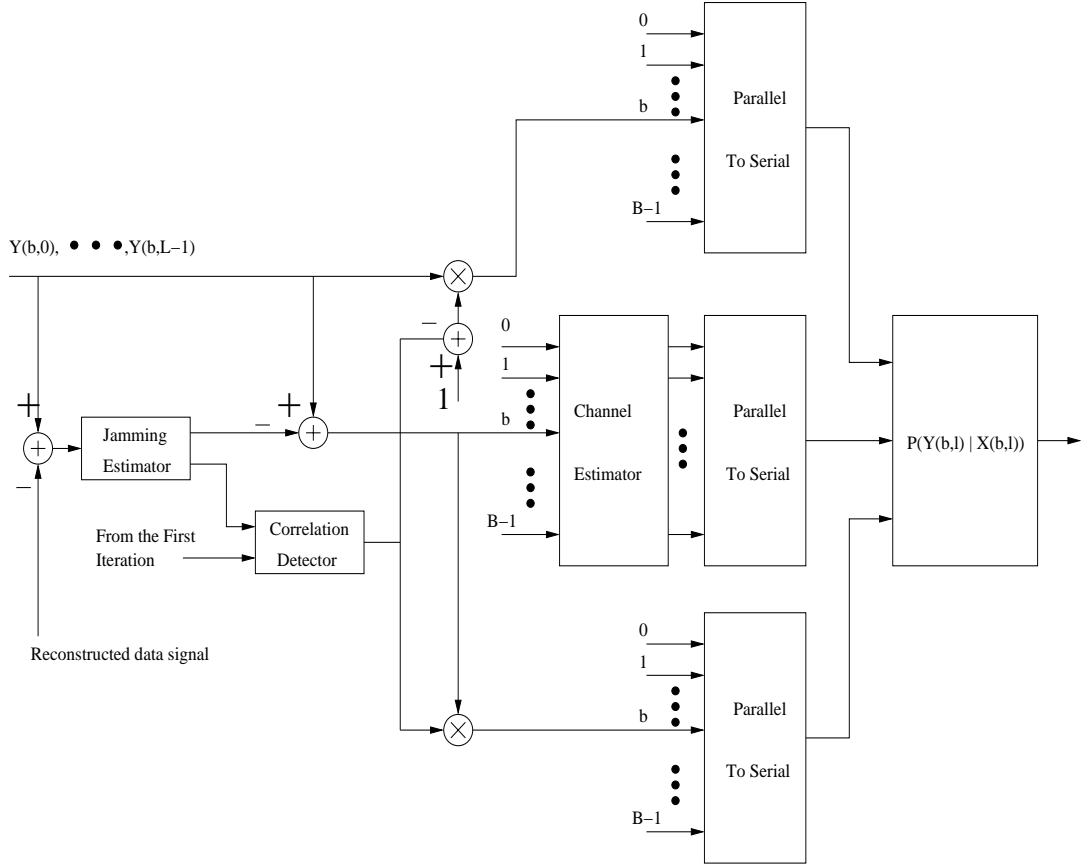 0
1
b
B−1
Parallel
To Serial
Y(b,0), • • •,Y(b,L−1)
×
−
+
+
1
0
1
b
B−1
Channel
Estimator
Parallel
To Serial
P(Y(b,l) | X(b,l))
+
+
−
Jamming
Estimator
−
+
+
From the First
Iteration
Correlation
Detector
Reconstructed data signal
×
0
1
b
B−1
Parallel
To Serial